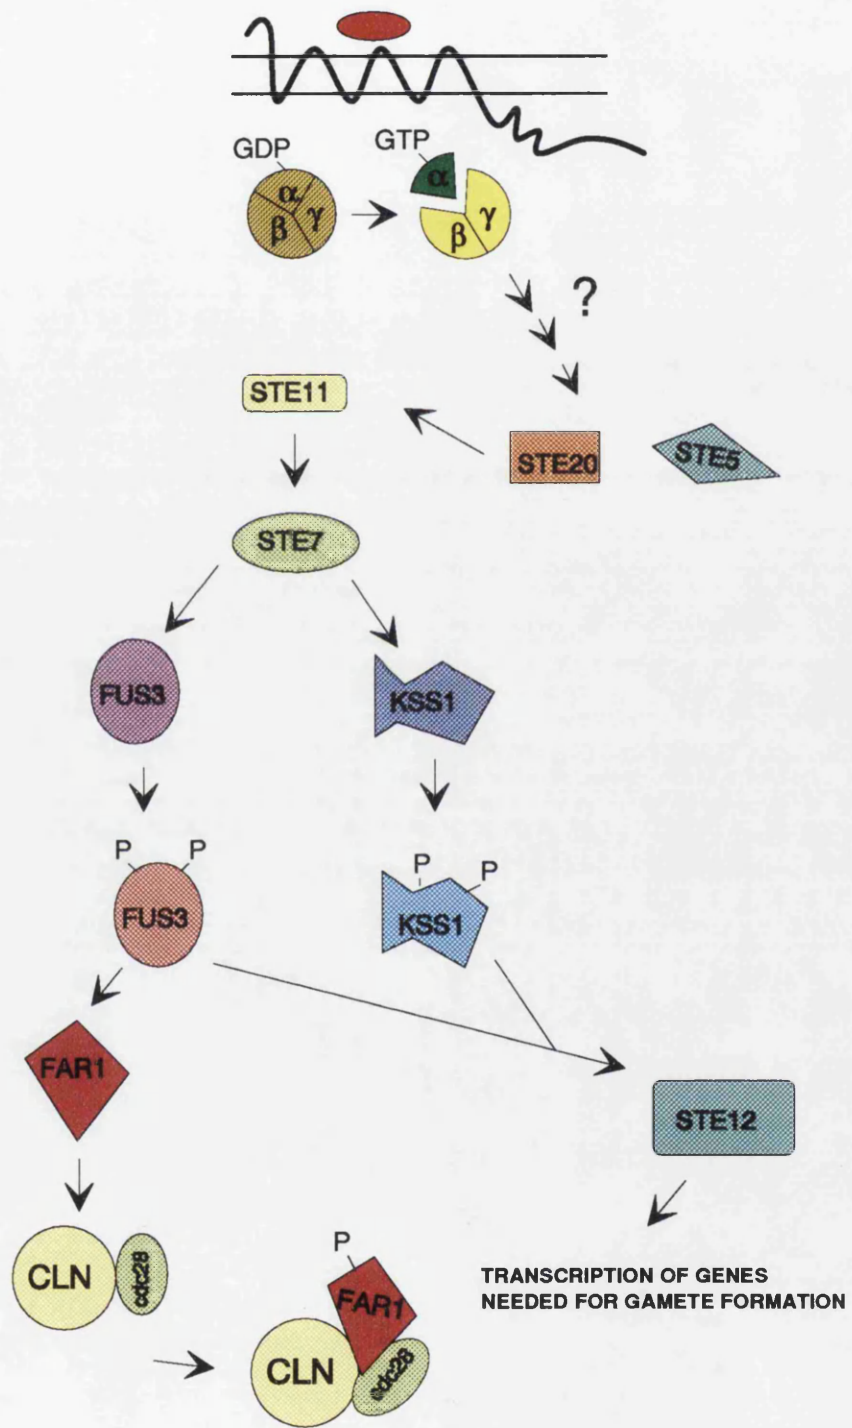 GDP
GTP
α
γ
β
α
γ
β
?
STE11
STE20
STE5
STE7
FUS3
KSS1
P
P
FUS3
P
P
KSS1
FAR1
STE12
CLN
cdc28
P
FAR1
CLN
cdc28
TRANSCRIPTION OF GENES
NEEDED FOR GAMETE FORMATION